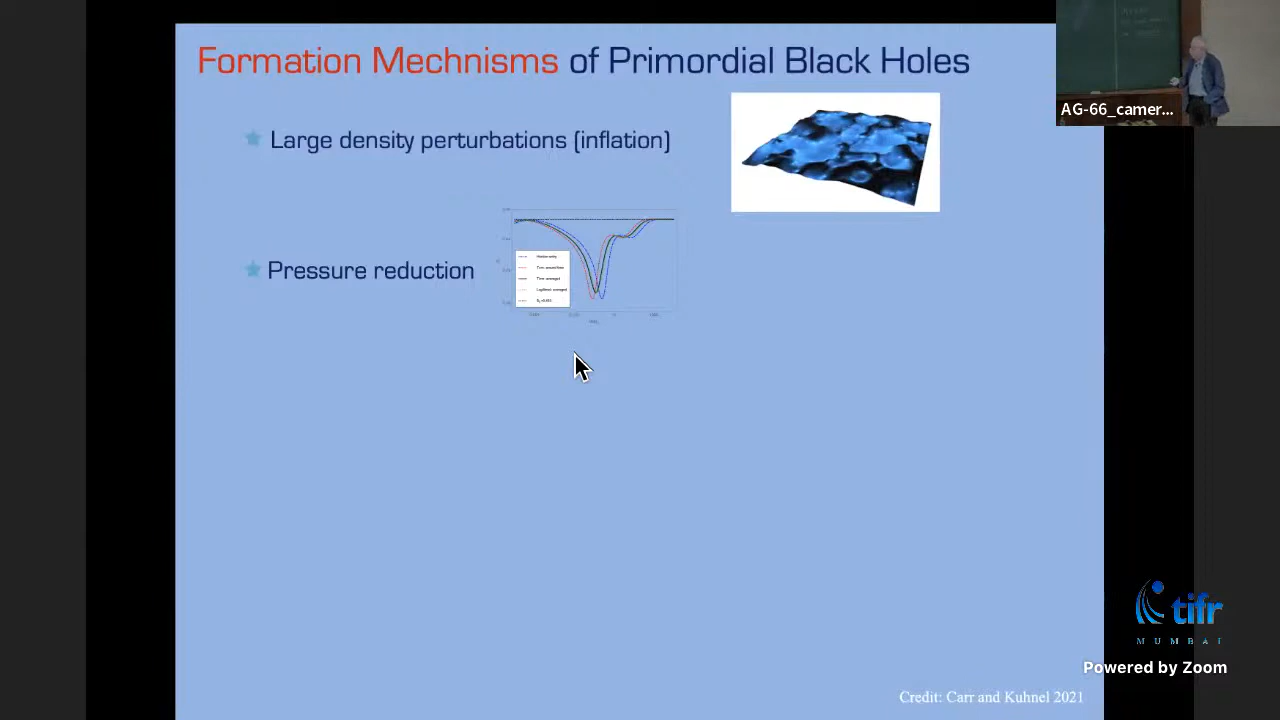 Formation Mechnisms of Primordial Black Holes
AG-66_camer...
Large density perturbations (inflation)
Pressure reduction
tifr
MUMBAI
Powered by Zoom
Credit: Carr and Kuhnel 2021